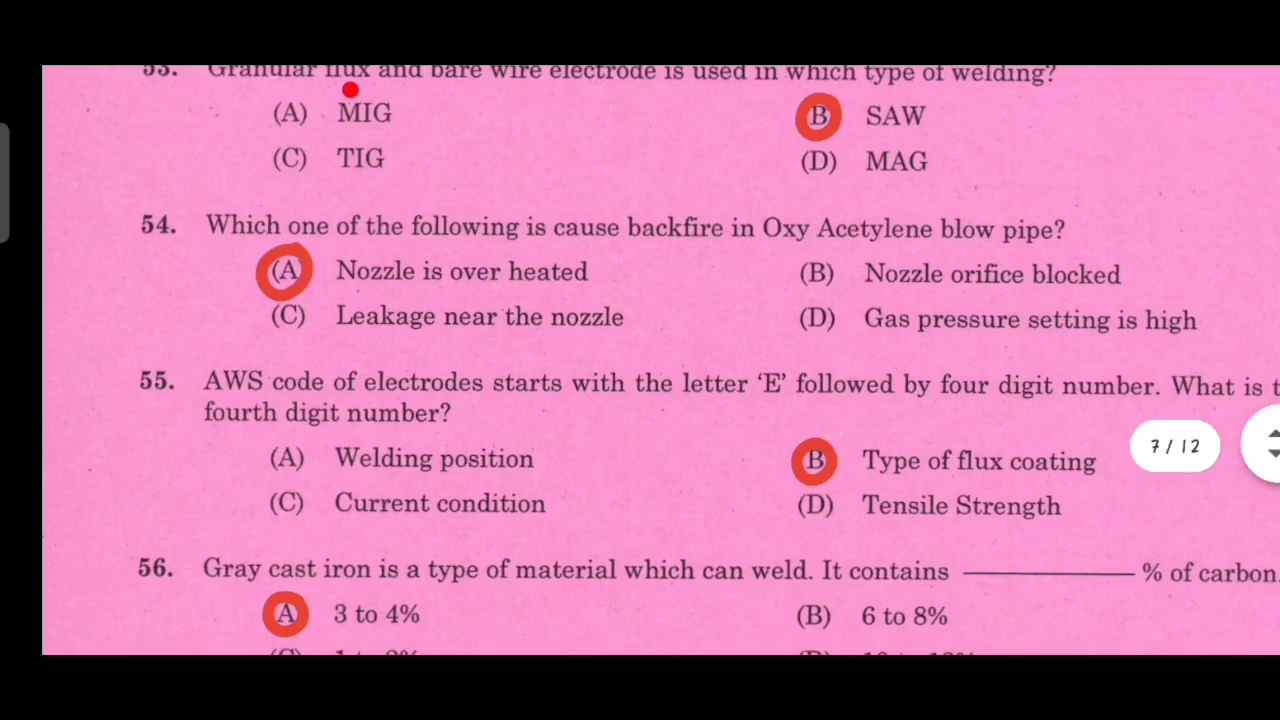 53. Granular flux and bare wire electrode is used in which type of welding?
(A) MIG (B) SAW
(C) TIG (D) MAG
54. Which one of the following is cause backfire in Oxy Acetylene blow pipe?
(A) Nozzle is over heated (B) Nozzle orifice blocked
(C) Leakage near the nozzle (D) Gas pressure setting is high
55. AWS code of electrodes starts with the letter ‘E’ followed by four digit number. What is
fourth digit number?
(A) Welding position (B) Type of flux coating
7 / 12
(C) Current condition (D) Tensile Strength
56. Gray cast iron is a type of material which can weld. It contains ———— % of carbon.
(A) 3 to 4% (B) 6 to 8%